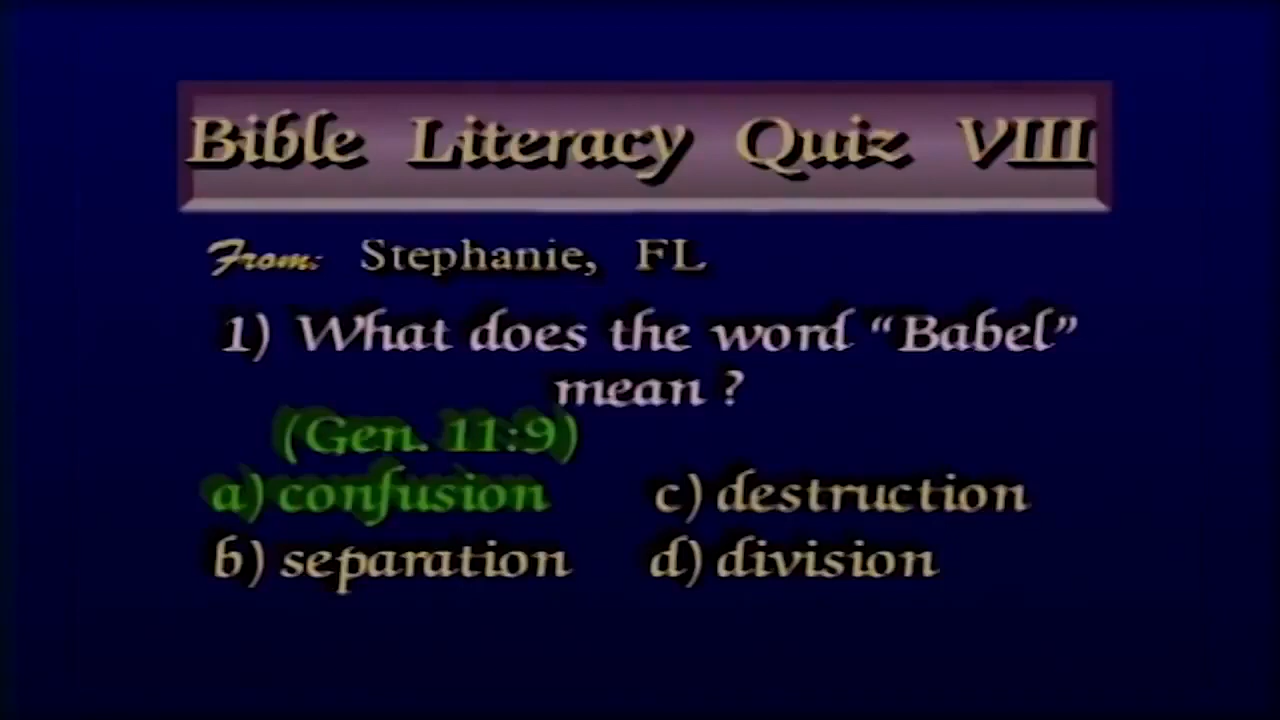 Bible Literacy Quiz VIII
From: Stephanie, FL
1) What does the word “Babel”
mean ?
(Gen. 11:9)
a) confusion c) destruction
b) separation d) division